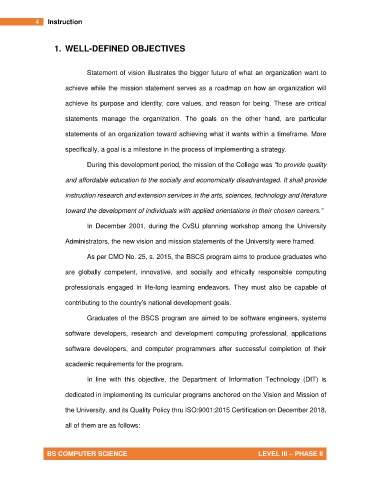 4 Instruction
1. WELL-DEFINED OBJECTIVES
Statement of vision illustrates the bigger future of what an organization want to
achieve while the mission statement serves as a roadmap on how an organization will
achieve its purpose and identity, core values, and reason for being. These are critical
statements manage the organization. The goals on the other hand, are particular
statements of an organization toward achieving what it wants within a timeframe. More
specifically, a goal is a milestone in the process of implementing a strategy.
During this development period, the mission of the College was “to provide quality
and affordable education to the socially and economically disadvantaged. It shall provide
instruction research and extension services in the arts, sciences, technology and literature
toward the development of individuals with applied orientations in their chosen careers.”
In December 2001, during the CvSU planning workshop among the University
Administrators, the new vision and mission statements of the University were framed.
As per CMO No. 25, s. 2015, the BSCS program aims to produce graduates who
are globally competent, innovative, and socially and ethically responsible computing
professionals engaged in life-long learning endeavors. They must also be capable of
contributing to the country’s national development goals.
Graduates of the BSCS program are aimed to be software engineers, systems
software developers, research and development computing professional, applications
software developers, and computer programmers after successful completion of their
academic requirements for the program.
In line with this objective, the Department of Information Technology (DIT) is
dedicated in implementing its curricular programs anchored on the Vision and Mission of
the University, and its Quality Policy thru ISO:9001:2015 Certification on December 2018,
all of them are as follows:
BS COMPUTER SCIENCE LEVEL III – PHASE II